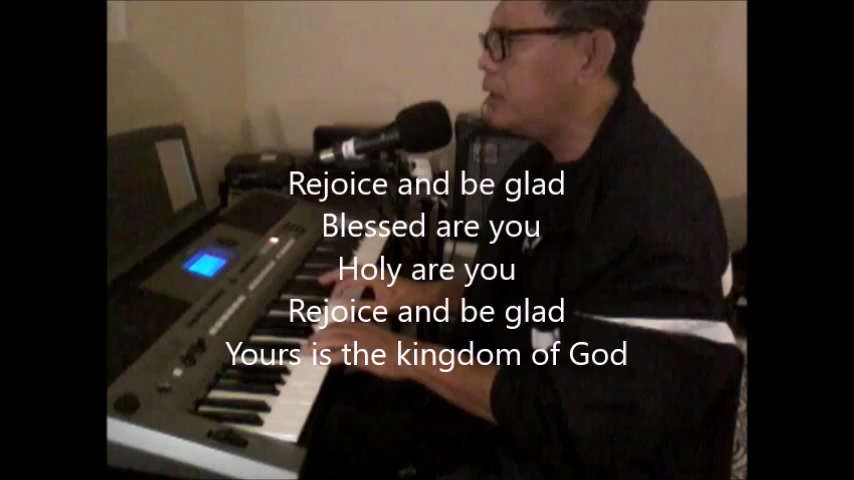 Rejoice and be glad
Blessed are you
Holy are you
Rejoice and be glad
Yours is the kingdom of God